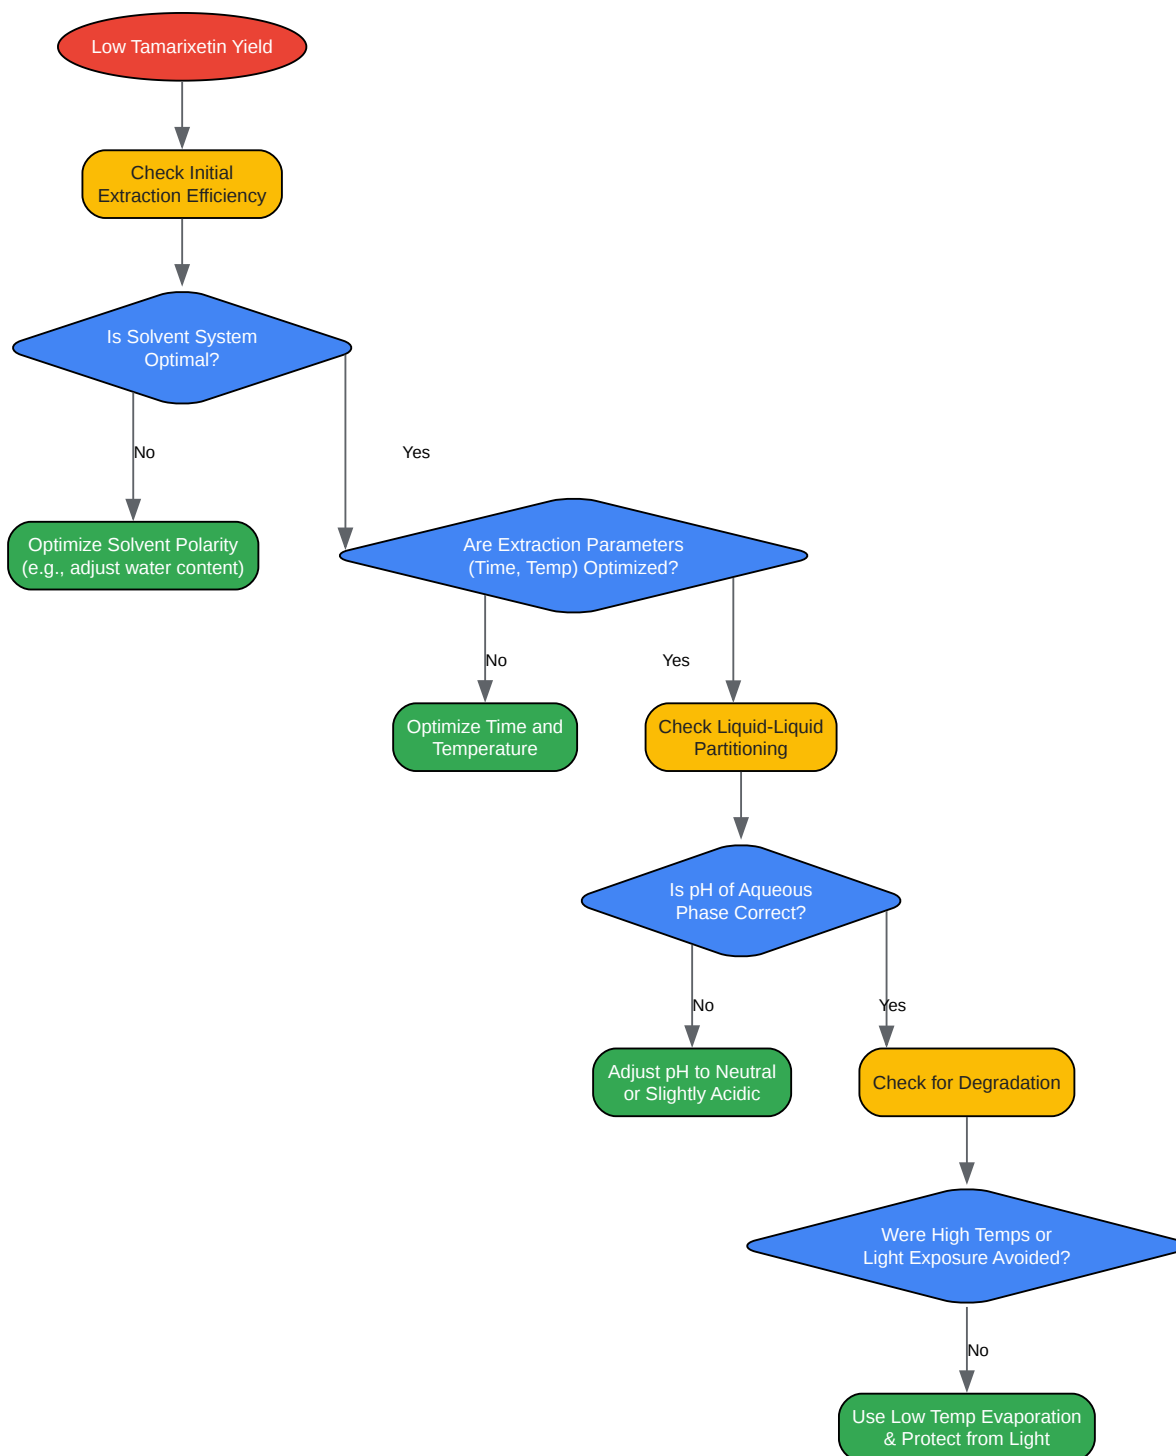 Low Tamarixetin Yield
Check Initial
Extraction Efficiency
Is Solvent System
Optimal?
No
Yes
Optimize Solvent Polarity
(e.g., adjust water content)
Are Extraction Parameters
(Time, Temp) Optimized?
No
Yes
Optimize Time and
Temperature
Check Liquid-Liquid
Partitioning
Is pH of Aqueous
Phase Correct?
No
Yes
Adjust pH to Neutral
or Slightly Acidic
Check for Degradation
Were High Temps or
Light Exposure Avoided?
No
Use Low Temp Evaporation
& Protect from Light